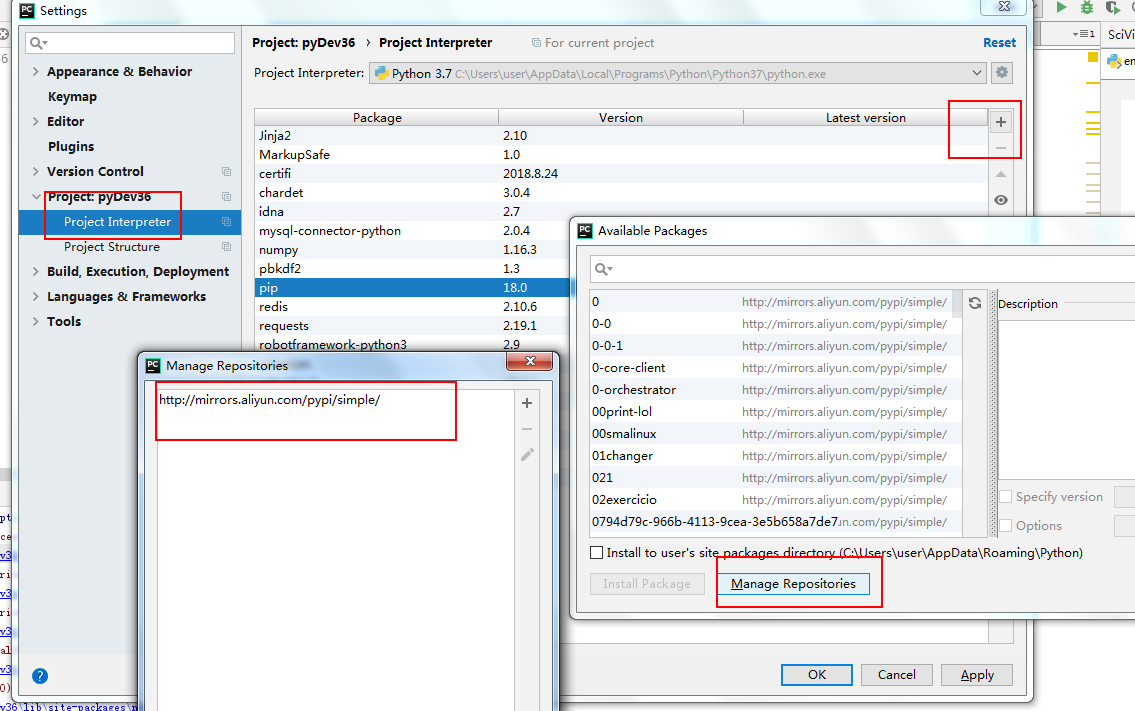 Settings
Project: pyDev36 › Project Interpreter
For current project
Reset
Project Interpreter:
Python 3.7 C:\Users\user\AppData\Local\Programs\Python\Python37\python.exe
Appearance & Behavior
Keymap
Editor
Plugins
Version Control
Project: pyDev36
Project Interpreter
Project Structure
Build, Execution, Deployment
Languages & Frameworks
Tools
Package Version Latest version
Jinja2 2.10
MarkupSafe 1.0
certifi 2018.8.24
chardet 3.0.4
idna 2.7
mysql-connector-python 2.0.4
numpy 1.16.3
pbkdf2 1.3
pip 18.0
redis 2.10.6
requests 2.19.1
robotframework-python3 2.9
Available Packages
0 http://mirrors.aliyun.com/pypi/simple/
0-0 http://mirrors.aliyun.com/pypi/simple/
0-0-1 http://mirrors.aliyun.com/pypi/simple/
0-core-client http://mirrors.aliyun.com/pypi/simple/
0-orchestrator http://mirrors.aliyun.com/pypi/simple/
00print-lol http://mirrors.aliyun.com/pypi/simple/
00smalinux http://mirrors.aliyun.com/pypi/simple/
01changer http://mirrors.aliyun.com/pypi/simple/
021 http://mirrors.aliyun.com/pypi/simple/
02exercicio http://mirrors.aliyun.com/pypi/simple/
0794d79c-966b-4113-9cea-3e5b658a7de7.un.com/pypi/simple/
Description
Specify version
Options
Install to user's site packages directory (C:\Users\user\AppData\Roaming\Python)
Install Package
Manage Repositories
Manage Repositories
http://mirrors.aliyun.com/pypi/simple/
OK
Cancel
Apply